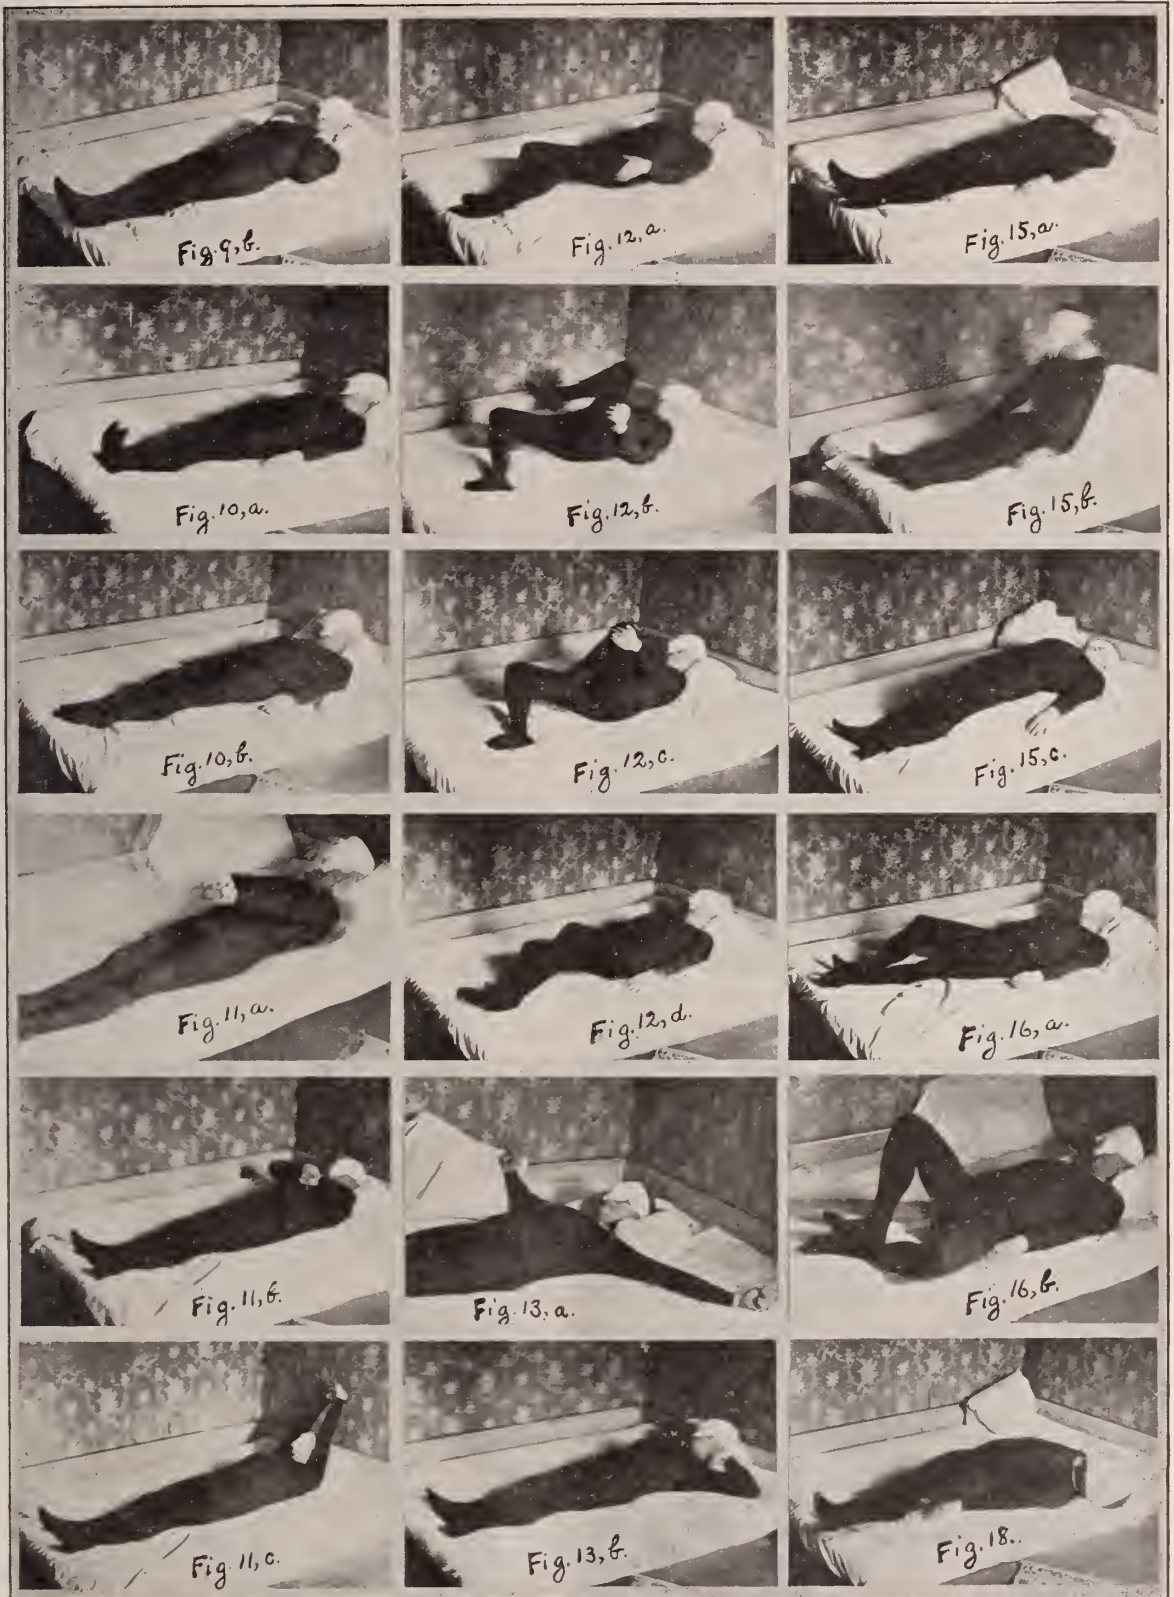 Fig. 9, b.
Fig. 12, a.
Fig. 15, a.
Fig. 10, a.
Fig. 12, b.
Fig. 15, b.
Fig. 10, b.
Fig. 12, c.
Fig. 15, c.
Fig. 11, a.
Fig. 12, d.
Fig. 16, a.
Fig. 11, b.
Fig. 13, a.
Fig. 16, b.
Fig. 11, c.
Fig. 13, b.
Fig. 18.